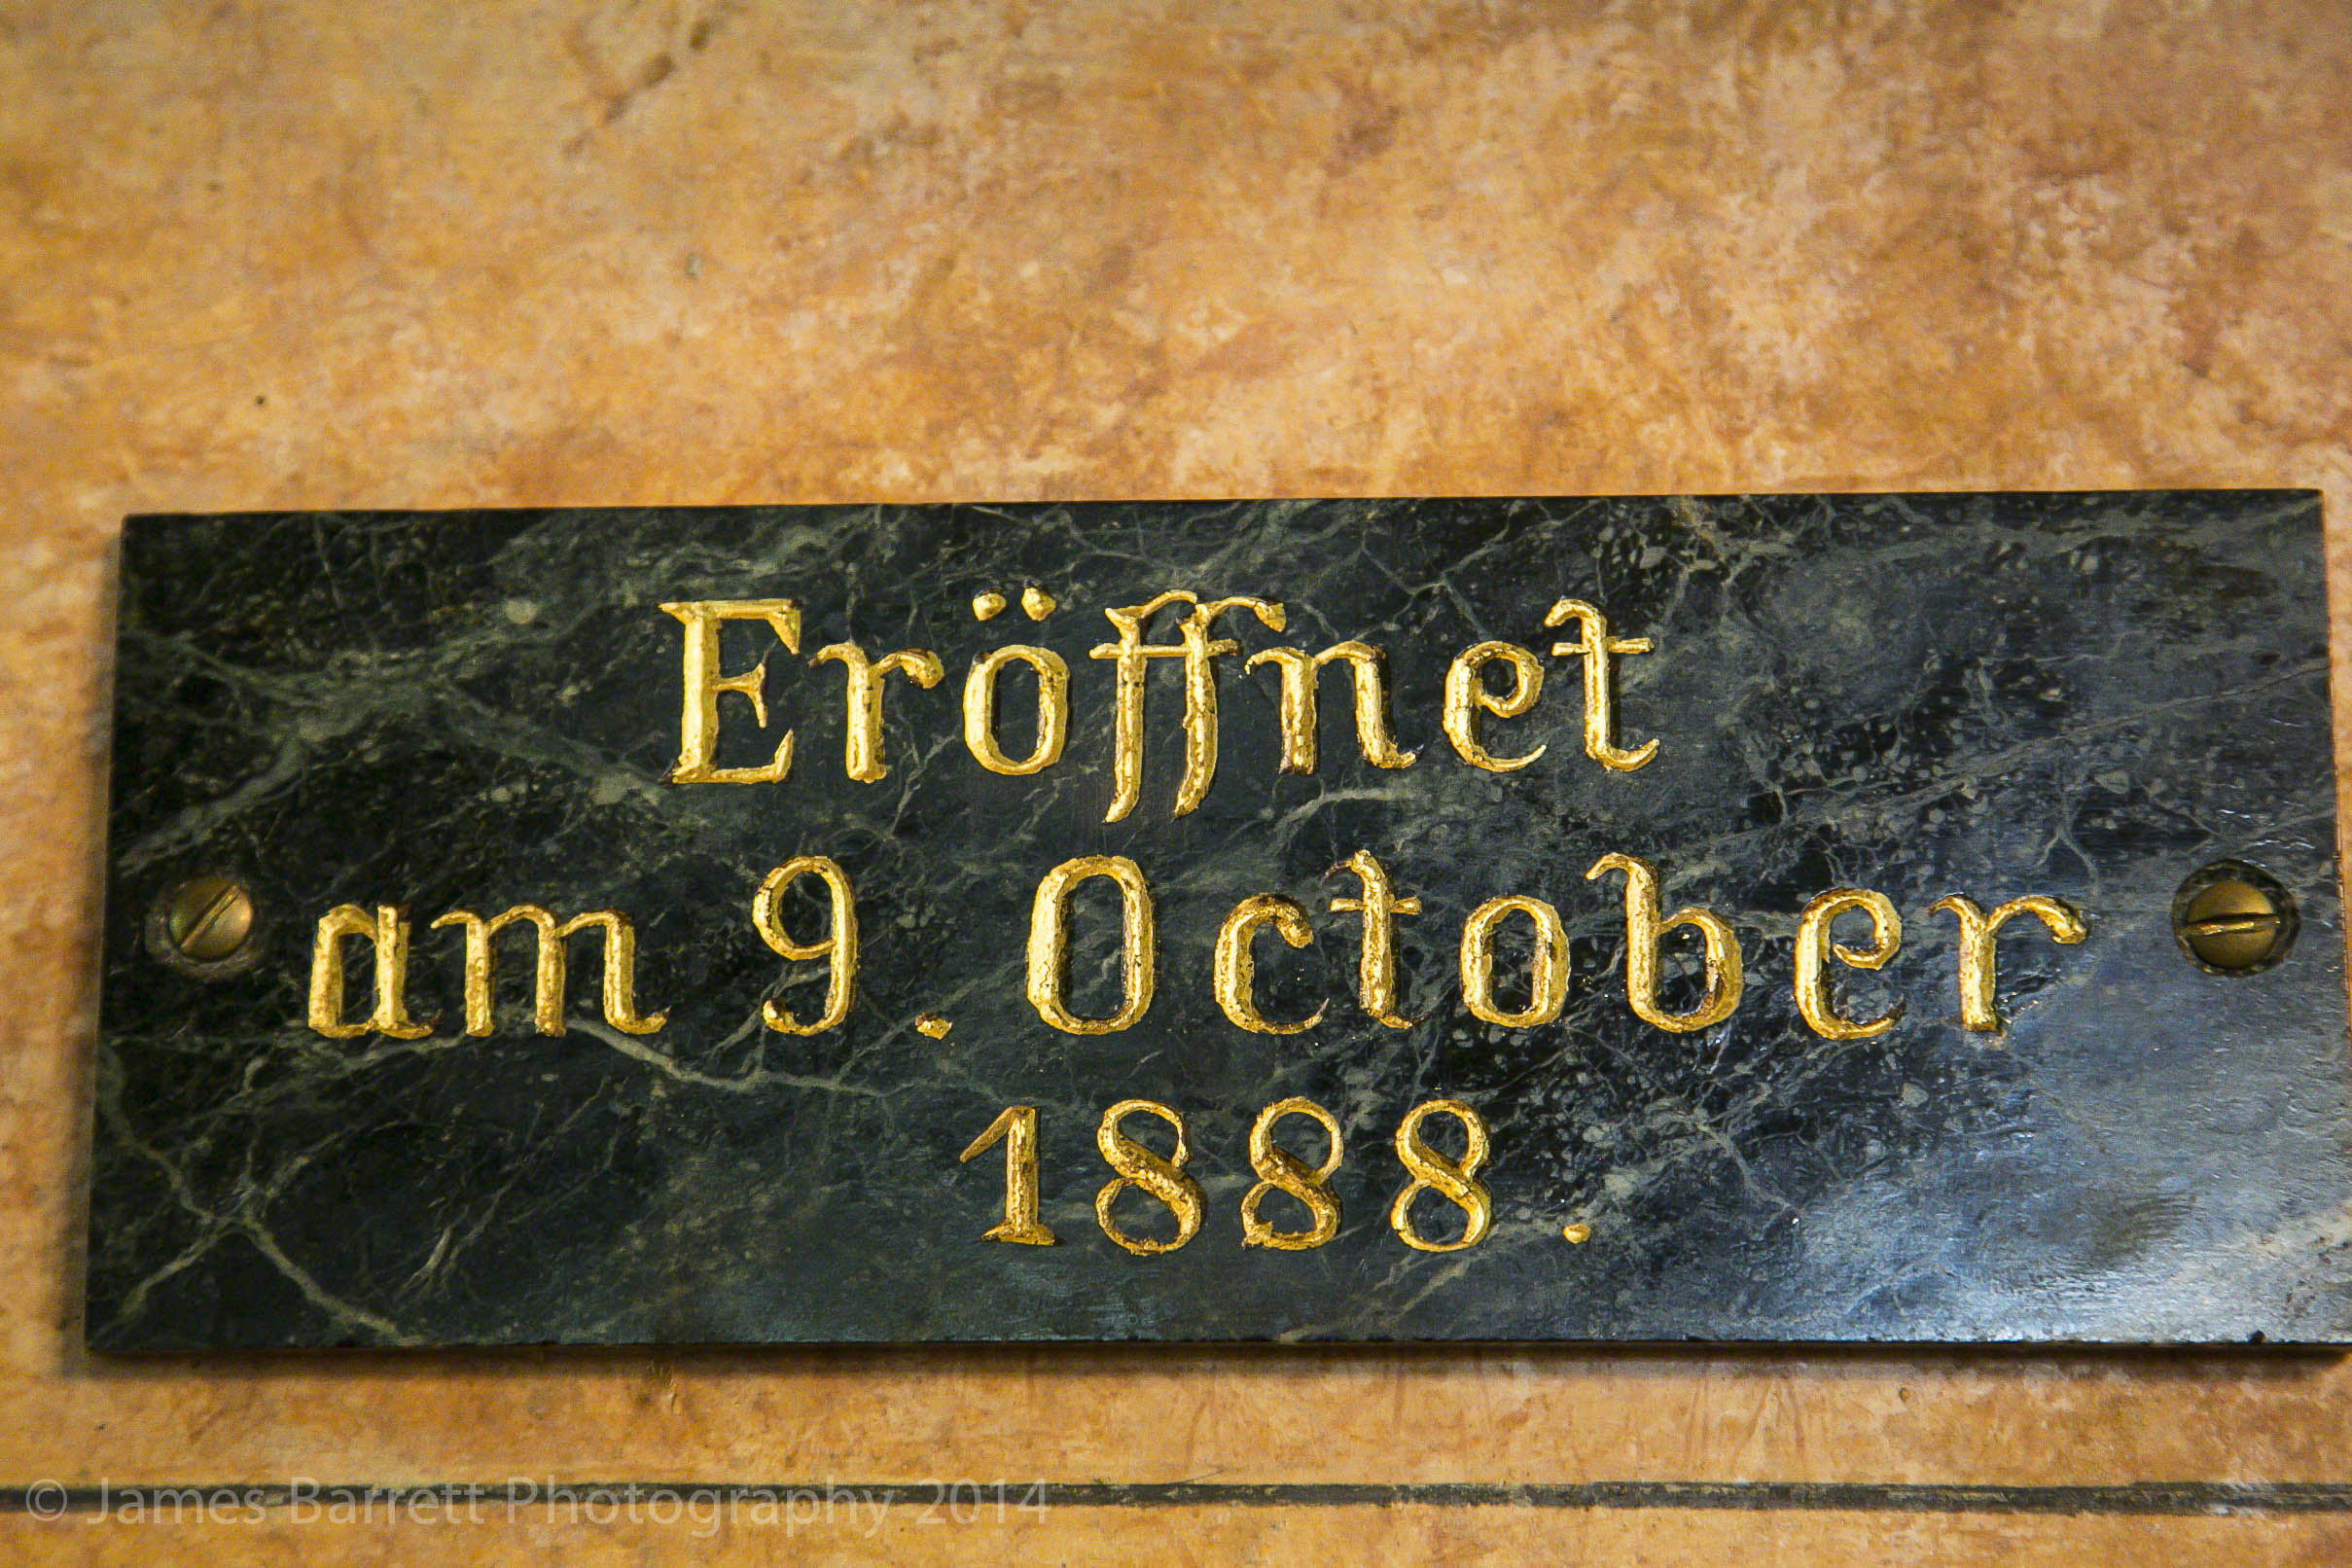 Eröffnet
am 9. October
1888.
© James Barrett Photography 2014